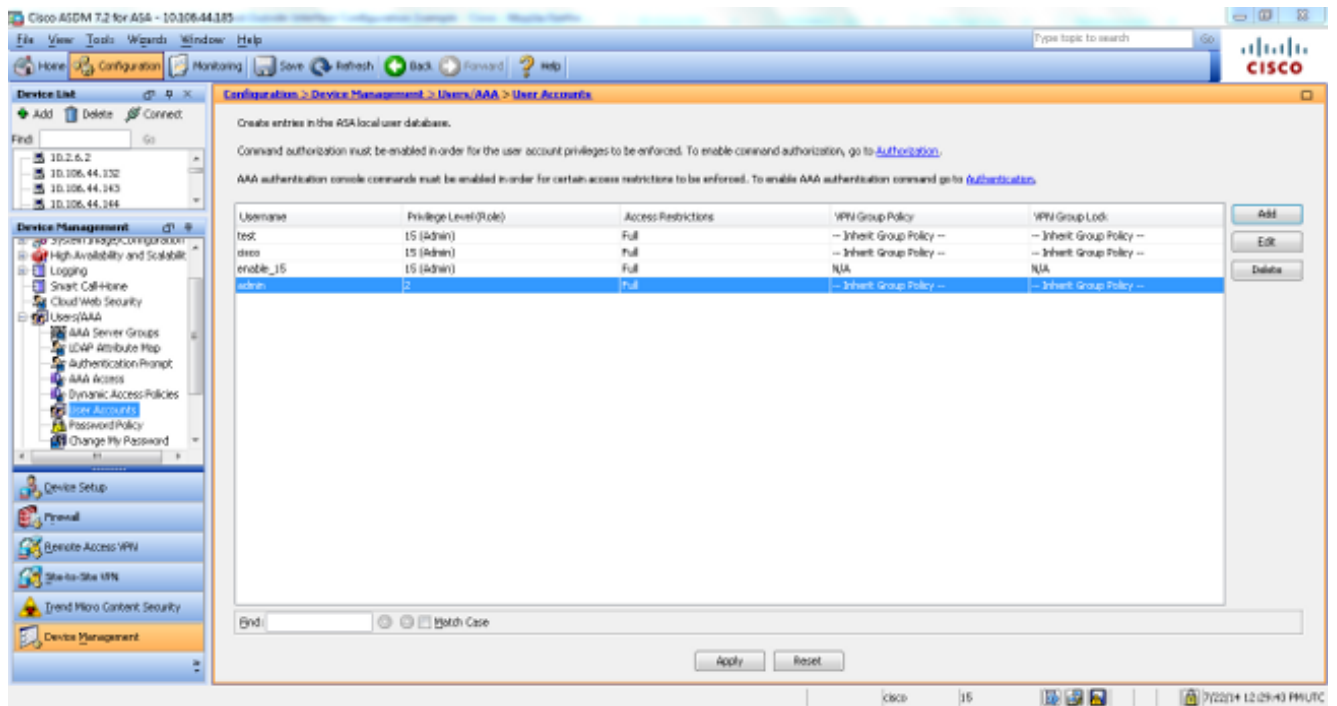 Cisco ASDM 7.2 for ASA - 10.106.44.185
File View Tools Wizards Window Help
Type topic to search Go
Home Configuration Monitoring Save Refresh Back Forward Help
CISCO
Device List
Add Delete Connect
Find: Go
10.2.6.2
10.106.44.132
10.106.44.143
10.106.44.144
Device Management
System Image/Configuration
High Availability and Scalabilit
Logging
Smart Call-Home
Cloud Web Security
Users/AAA
AAA Server Groups
LDAP Attribute Map
Authentication Prompt
AAA Access
Dynamic Access Policies
User Accounts
Password Policy
Change My Password
Device Setup
Firewall
Remote Access VPN
Site-to-Site VPN
Trend Micro Content Security
Device Management
Configuration > Device Management > Users/AAA > User Accounts
Create entries in the ASA local user database.
Command authorization must be enabled in order for the user account privileges to be enforced. To enable command authorization, go to Authorization.
AAA authentication console commands must be enabled in order for certain access restrictions to be enforced. To enable AAA authentication command go to Authentication.
Username Privilege Level (Role) Access Restrictions VPN Group Policy VPN Group Lock
test 15 (Admin) Full -- Inherit Group Policy -- -- Inherit Group Policy --
cisco 15 (Admin) Full -- Inherit Group Policy -- -- Inherit Group Policy --
enable_15 15 (Admin) Full N/A N/A
admin 2 Full -- Inherit Group Policy -- -- Inherit Group Policy --
Add
Edit
Delete
Find: Match Case
Apply Reset
cisco 15 7/22/14 12:29:43 PM UTC